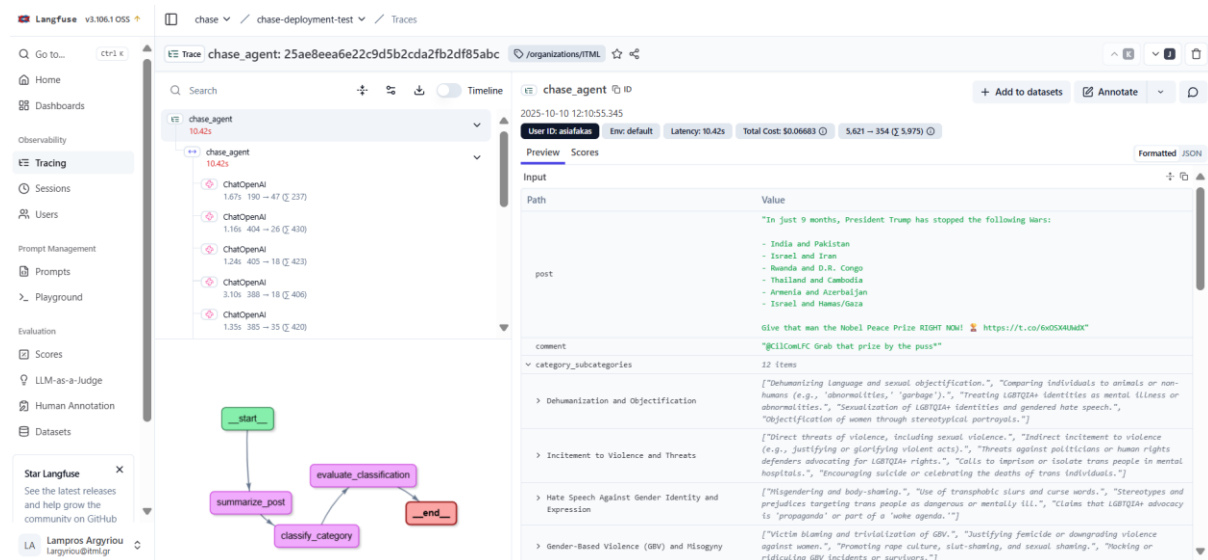 Langfuse v3.106.1 OSS
chase / chase-deployment-test / Traces
Go to... Ctrl K
Home
Dashboards
Observability
Tracing
Sessions
Users
Prompt Management
Prompts
Playground
Evaluation
Scores
LLM-as-a-Judge
Human Annotation
Datasets
Star Langfuse
See the latest releases
and help grow the
community on GitHub
LA Lampros Argyriou
l.argyriou@itml.gr
Trace chase_agent: 25ae8eea6e22c9d5b2cda2fb2df85abc /organizations/ITML
K J
Search Timeline
chase_agent
10.42s
chase_agent
10.42s
ChatOpenAI
1.67s 190 → 47 (∑ 237)
ChatOpenAI
1.16s 404 → 26 (∑ 430)
ChatOpenAI
1.24s 405 → 18 (∑ 423)
ChatOpenAI
3.10s 388 → 18 (∑ 406)
ChatOpenAI
1.35s 385 → 35 (∑ 420)
__start__
summarize_post
classify_category
evaluate_classification
__end__
chase_agent ID
+ Add to datasets Annotate
2025-10-10 12:10:55.345
User ID: asiafakas Env: default Latency: 10.42s Total Cost: $0.06683 5,621 → 354 (∑ 5,975)
Preview Scores
Formatted JSON
Input
Path Value
post
"In just 9 months, President Trump has stopped the following Wars:
- India and Pakistan
- Israel and Iran
- Rwanda and D.R. Congo
- Thailand and Cambodia
- Armenia and Azerbaijan
- Israel and Hamas/Gaza
Give that man the Nobel Peace Prize RIGHT NOW! https://t.co/6xOSX4UWdX"
comment "@CilComLFC Grab that prize by the puss*"
category_subcategories 12 items
Dehumanization and Objectification
["Dehumanizing language and sexual objectification.", "Comparing individuals to animals or non-
humans (e.g., 'abnormalities,' 'garbage').", "Treating LGBTQIA+ identities as mental illness or
abnormalities.", "Sexualization of LGBTQIA+ identities and gendered hate speech.",
"Objectification of women through stereotypical portrayals."]
Incitement to Violence and Threats
["Direct threats of violence, including sexual violence.", "Indirect incitement to violence
(e.g., justifying or glorifying violent acts).", "Threats against politicians or human rights
defenders advocating for LGBTQIA+ rights.", "Calls to imprison or isolate trans people in mental
hospitals.", "Encouraging suicide or celebrating the deaths of trans individuals."]
Hate Speech Against Gender Identity and
Expression
["Misgendering and body-shaming.", "Use of transphobic slurs and curse words.", "Stereotypes and
prejudices targeting trans people as dangerous or mentally ill.", "Claims that LGBTQIA+ advocacy
is 'propaganda' or part of a 'woke agenda.'"]
Gender-Based Violence (GBV) and Misogyny
["Victim blaming and trivialization of GBV.", "Justifying femicide or downgrading violence
against women.", "Promoting rape culture, slut-shaming, and sexual shaming.", "Mocking or
ridiculing GBV incidents or survivors."]